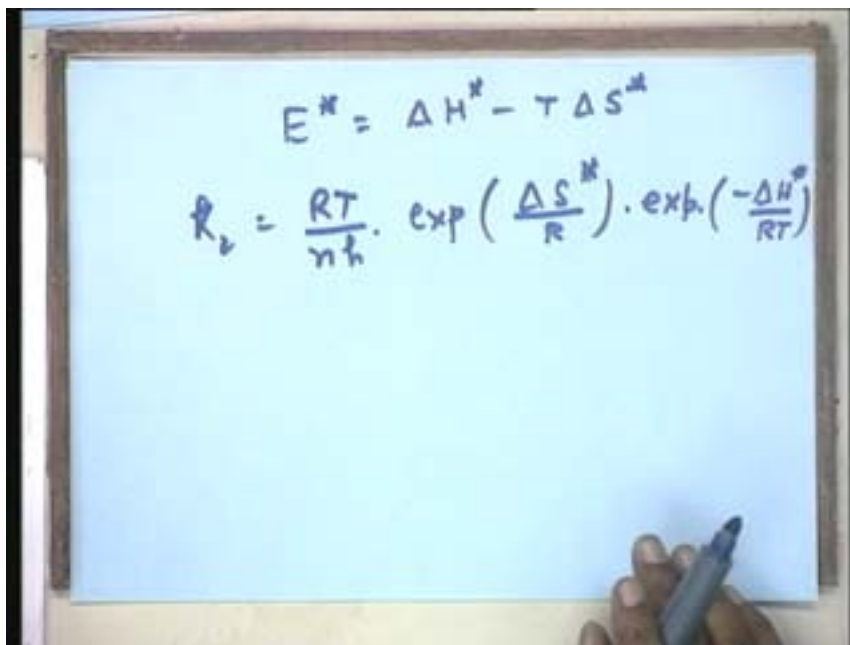 E* = ΔH* - TΔS*
k₂ = RT/nh . exp(ΔS*/R) . exp.(-ΔH*/RT)